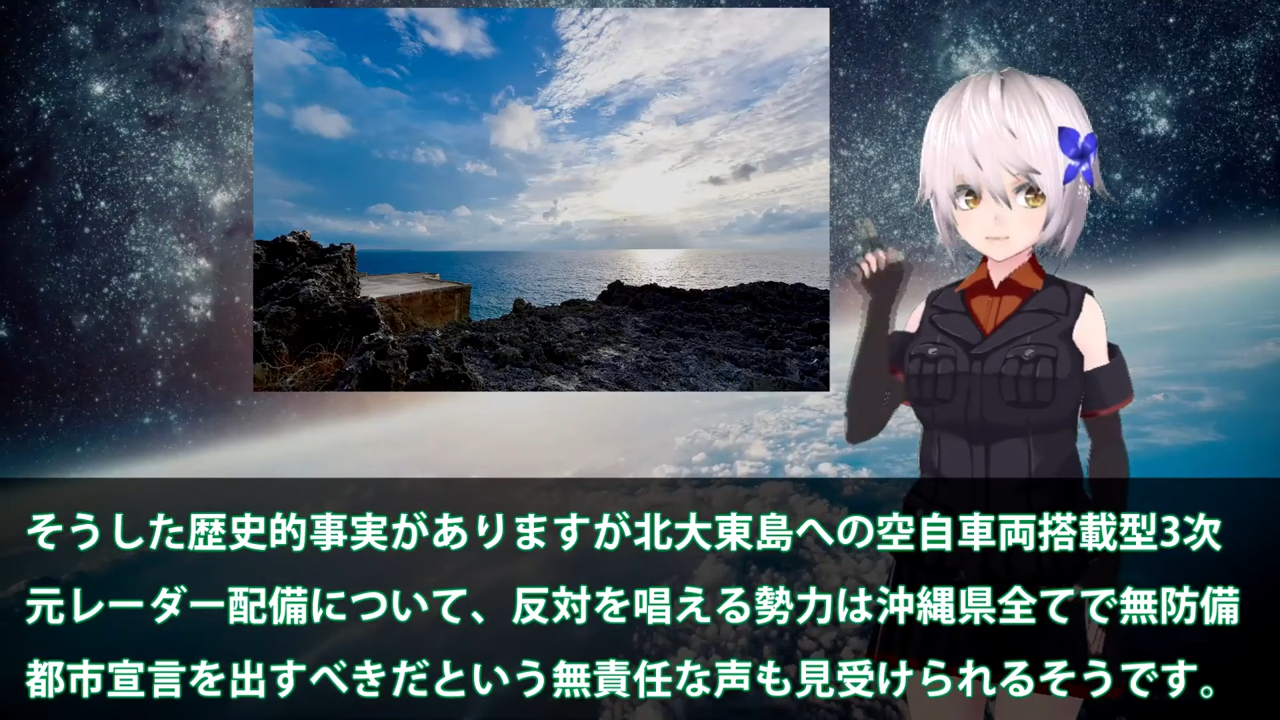 そうした歴史的事実がありますが北大東島への空自車両搭載型3次
元レーダー配備について、反対を唱える勢力は沖縄県全てで無防備
都市宣言を出すべきだという無責任な声も見受けられるそうです。